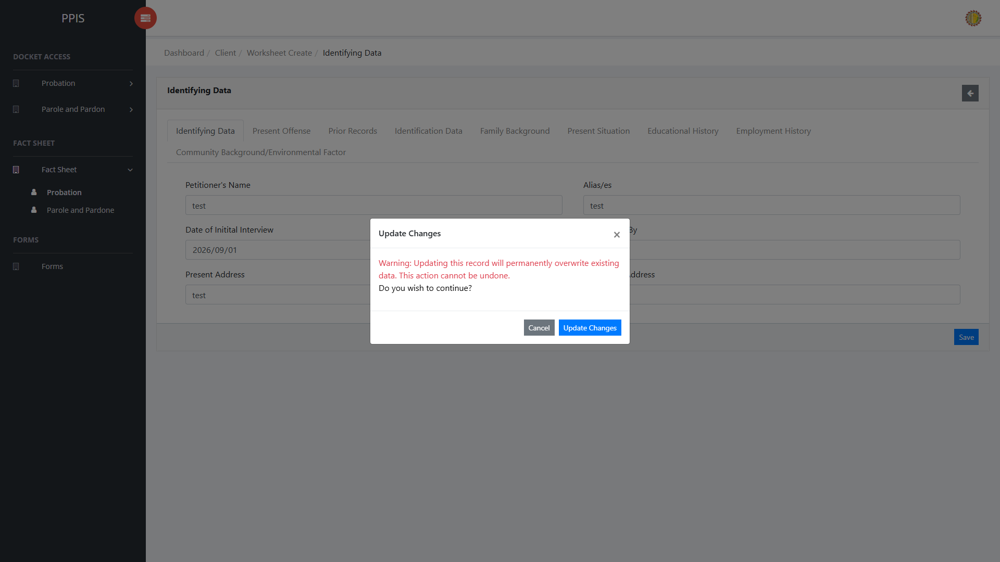 PPIS
DOCKET ACCESS
Probation
Parole and Pardon
FACT SHEET
Fact Sheet
Probation
Parole and Pardone
FORMS
Forms
Dashboard / Client / Worksheet Create / Identifying Data
Identifying Data
Identifying Data Present Offense Prior Records Identification Data Family Background Present Situation Educational History Employment History
Community Background/Environmental Factor
Petitioner's Name Alias/es
test test
Date of Initital Interview By
2026/09/01
Present Address ddress
test
Save
Update Changes ×
Warning: Updating this record will permanently overwrite existing
data. This action cannot be undone.
Do you wish to continue?
Cancel Update Changes